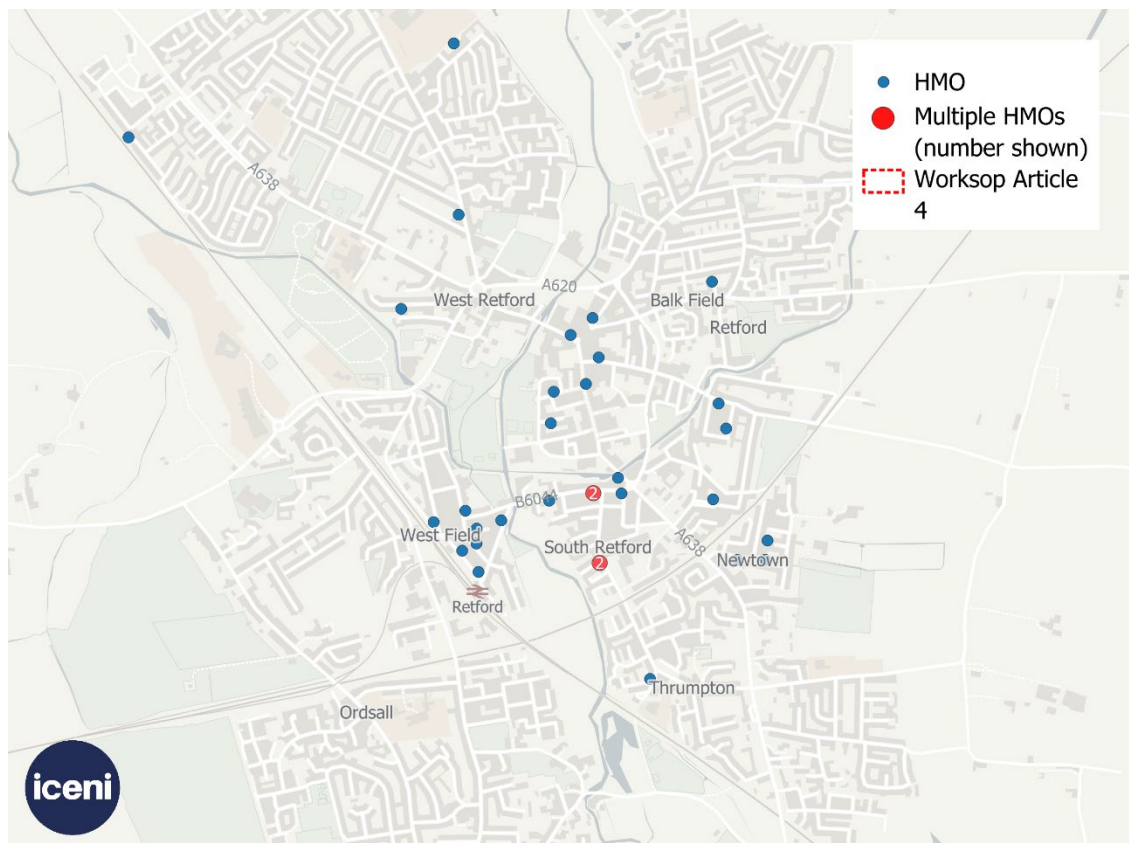 HMO
Multiple HMOs
(number shown)
Worksop Article
4
A638
A620
West Retford
Balk Field
Retford
B6044
2
West Field
South Retford
A638
Newtown
2
Retford
Thrumpton
Ordsall
iceni